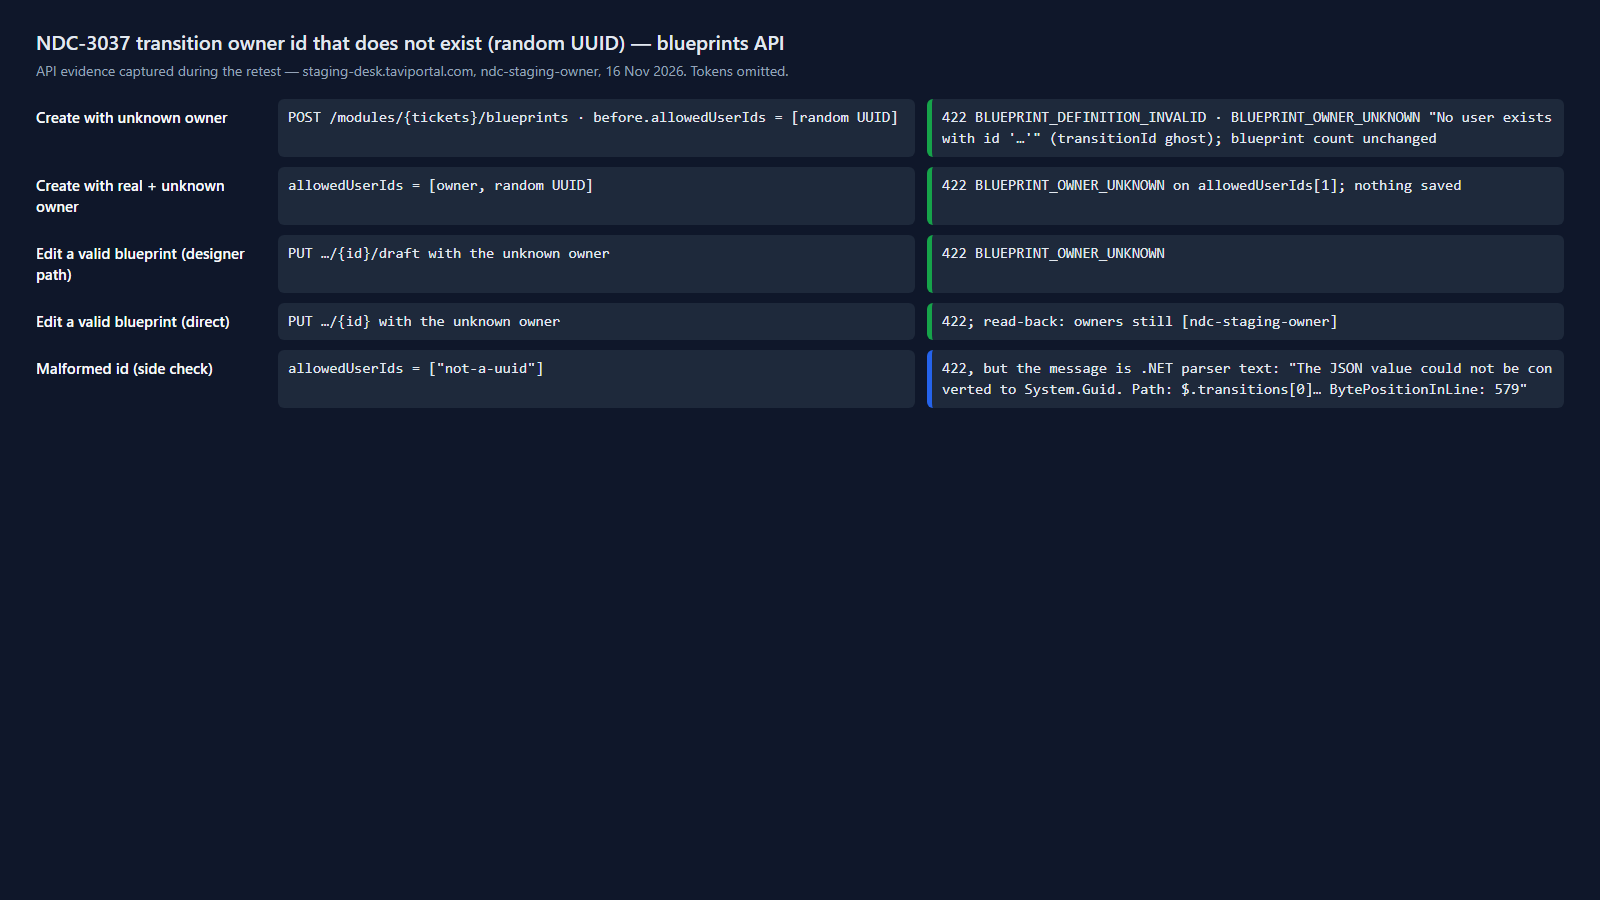 NDC-3037 transition owner id that does not exist (random UUID) — blueprints API
API evidence captured during the retest — staging-desk.taviportal.com, ndc-staging-owner, 16 Nov 2026. Tokens omitted.
Create with unknown owner
POST /modules/{tickets}/blueprints · before.allowedUserIds = [random UUID]
422 BLUEPRINT_DEFINITION_INVALID · BLUEPRINT_OWNER_UNKNOWN "No user exists
with id '…'" (transitionId ghost); blueprint count unchanged
Create with real + unknown
owner
allowedUserIds = [owner, random UUID]
422 BLUEPRINT_OWNER_UNKNOWN on allowedUserIds[1]; nothing saved
Edit a valid blueprint (designer
path)
PUT …/{id}/draft with the unknown owner
422 BLUEPRINT_OWNER_UNKNOWN
Edit a valid blueprint (direct)
PUT …/{id} with the unknown owner
422; read-back: owners still [ndc-staging-owner]
Malformed id (side check)
allowedUserIds = ["not-a-uuid"]
422, but the message is .NET parser text: "The JSON value could not be con
verted to System.Guid. Path: $.transitions[0]… BytePositionInLine: 579"